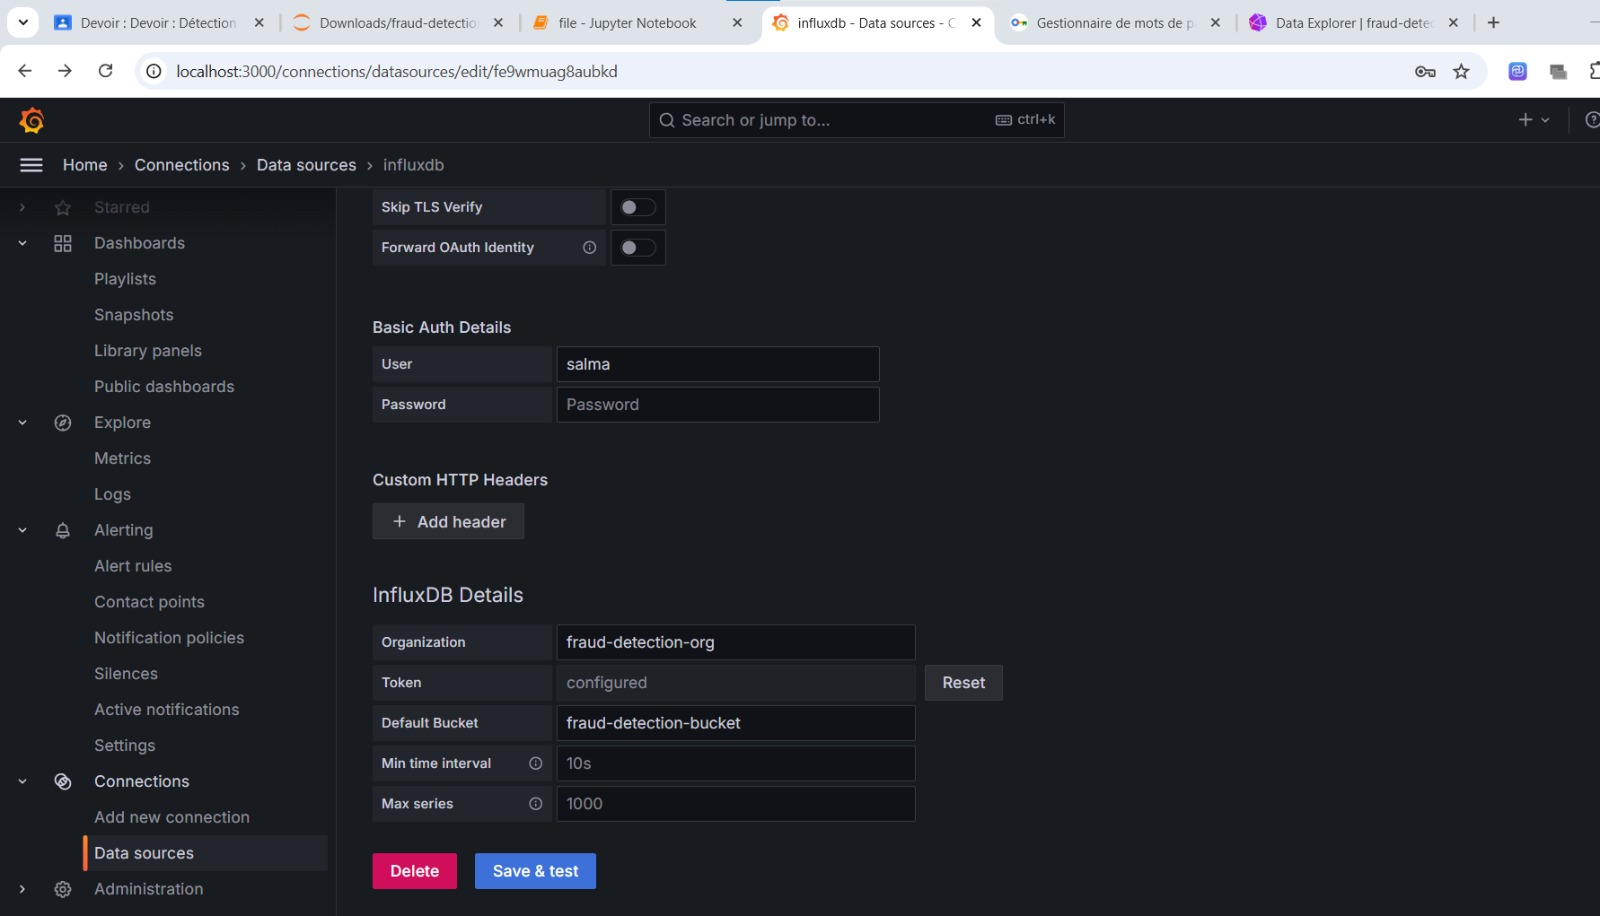 Devoir : Devoir : Détection
Downloads/fraud-detectio
file - Jupyter Notebook
influxdb - Data sources - C
Gestionnaire de mots de p
Data Explorer | fraud-detec
localhost:3000/connections/datasources/edit/fe9wmuag8aubkd
Search or jump to... ctrl+k
Home › Connections › Data sources › influxdb
Starred
Dashboards
Playlists
Snapshots
Library panels
Public dashboards
Explore
Metrics
Logs
Alerting
Alert rules
Contact points
Notification policies
Silences
Active notifications
Settings
Connections
Add new connection
Data sources
Administration
Skip TLS Verify
Forward OAuth Identity
Basic Auth Details
User salma
Password Password
Custom HTTP Headers
+ Add header
InfluxDB Details
Organization fraud-detection-org
Token configured Reset
Default Bucket fraud-detection-bucket
Min time interval 10s
Max series 1000
Delete Save & test